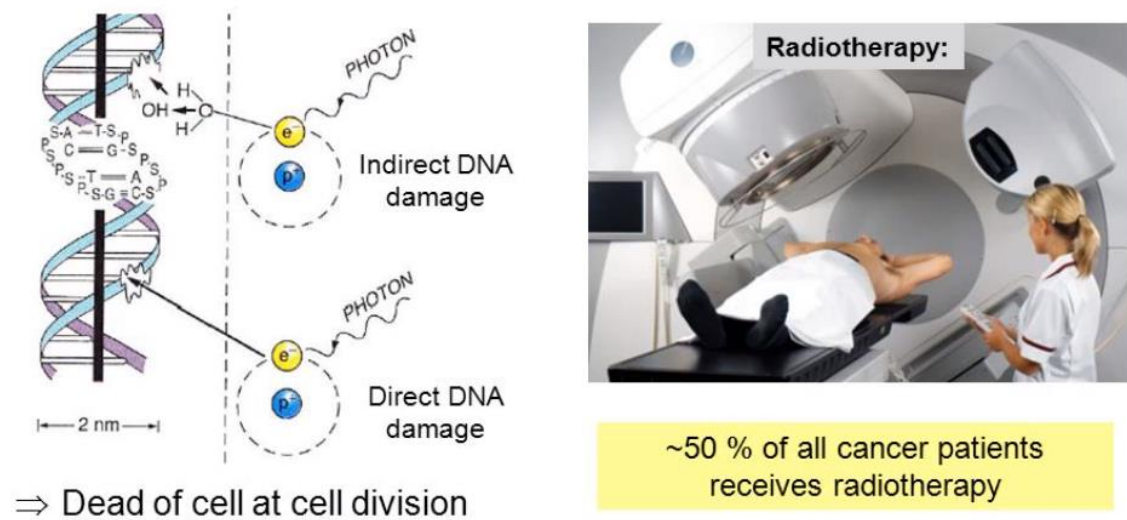 PHOTON
H
OH
O
H
e⁻
S-A
T-S
P
P
S
C
G-S
P
P
S
P
S
P-S
T
A
S
P
P
S-G
C-S
p⁺
Indirect DNA
damage
PHOTON
e⁻
p⁺
Direct DNA
damage
2 nm
⇒ Dead of cell at cell division
Radiotherapy:
~50 % of all cancer patients
receives radiotherapy